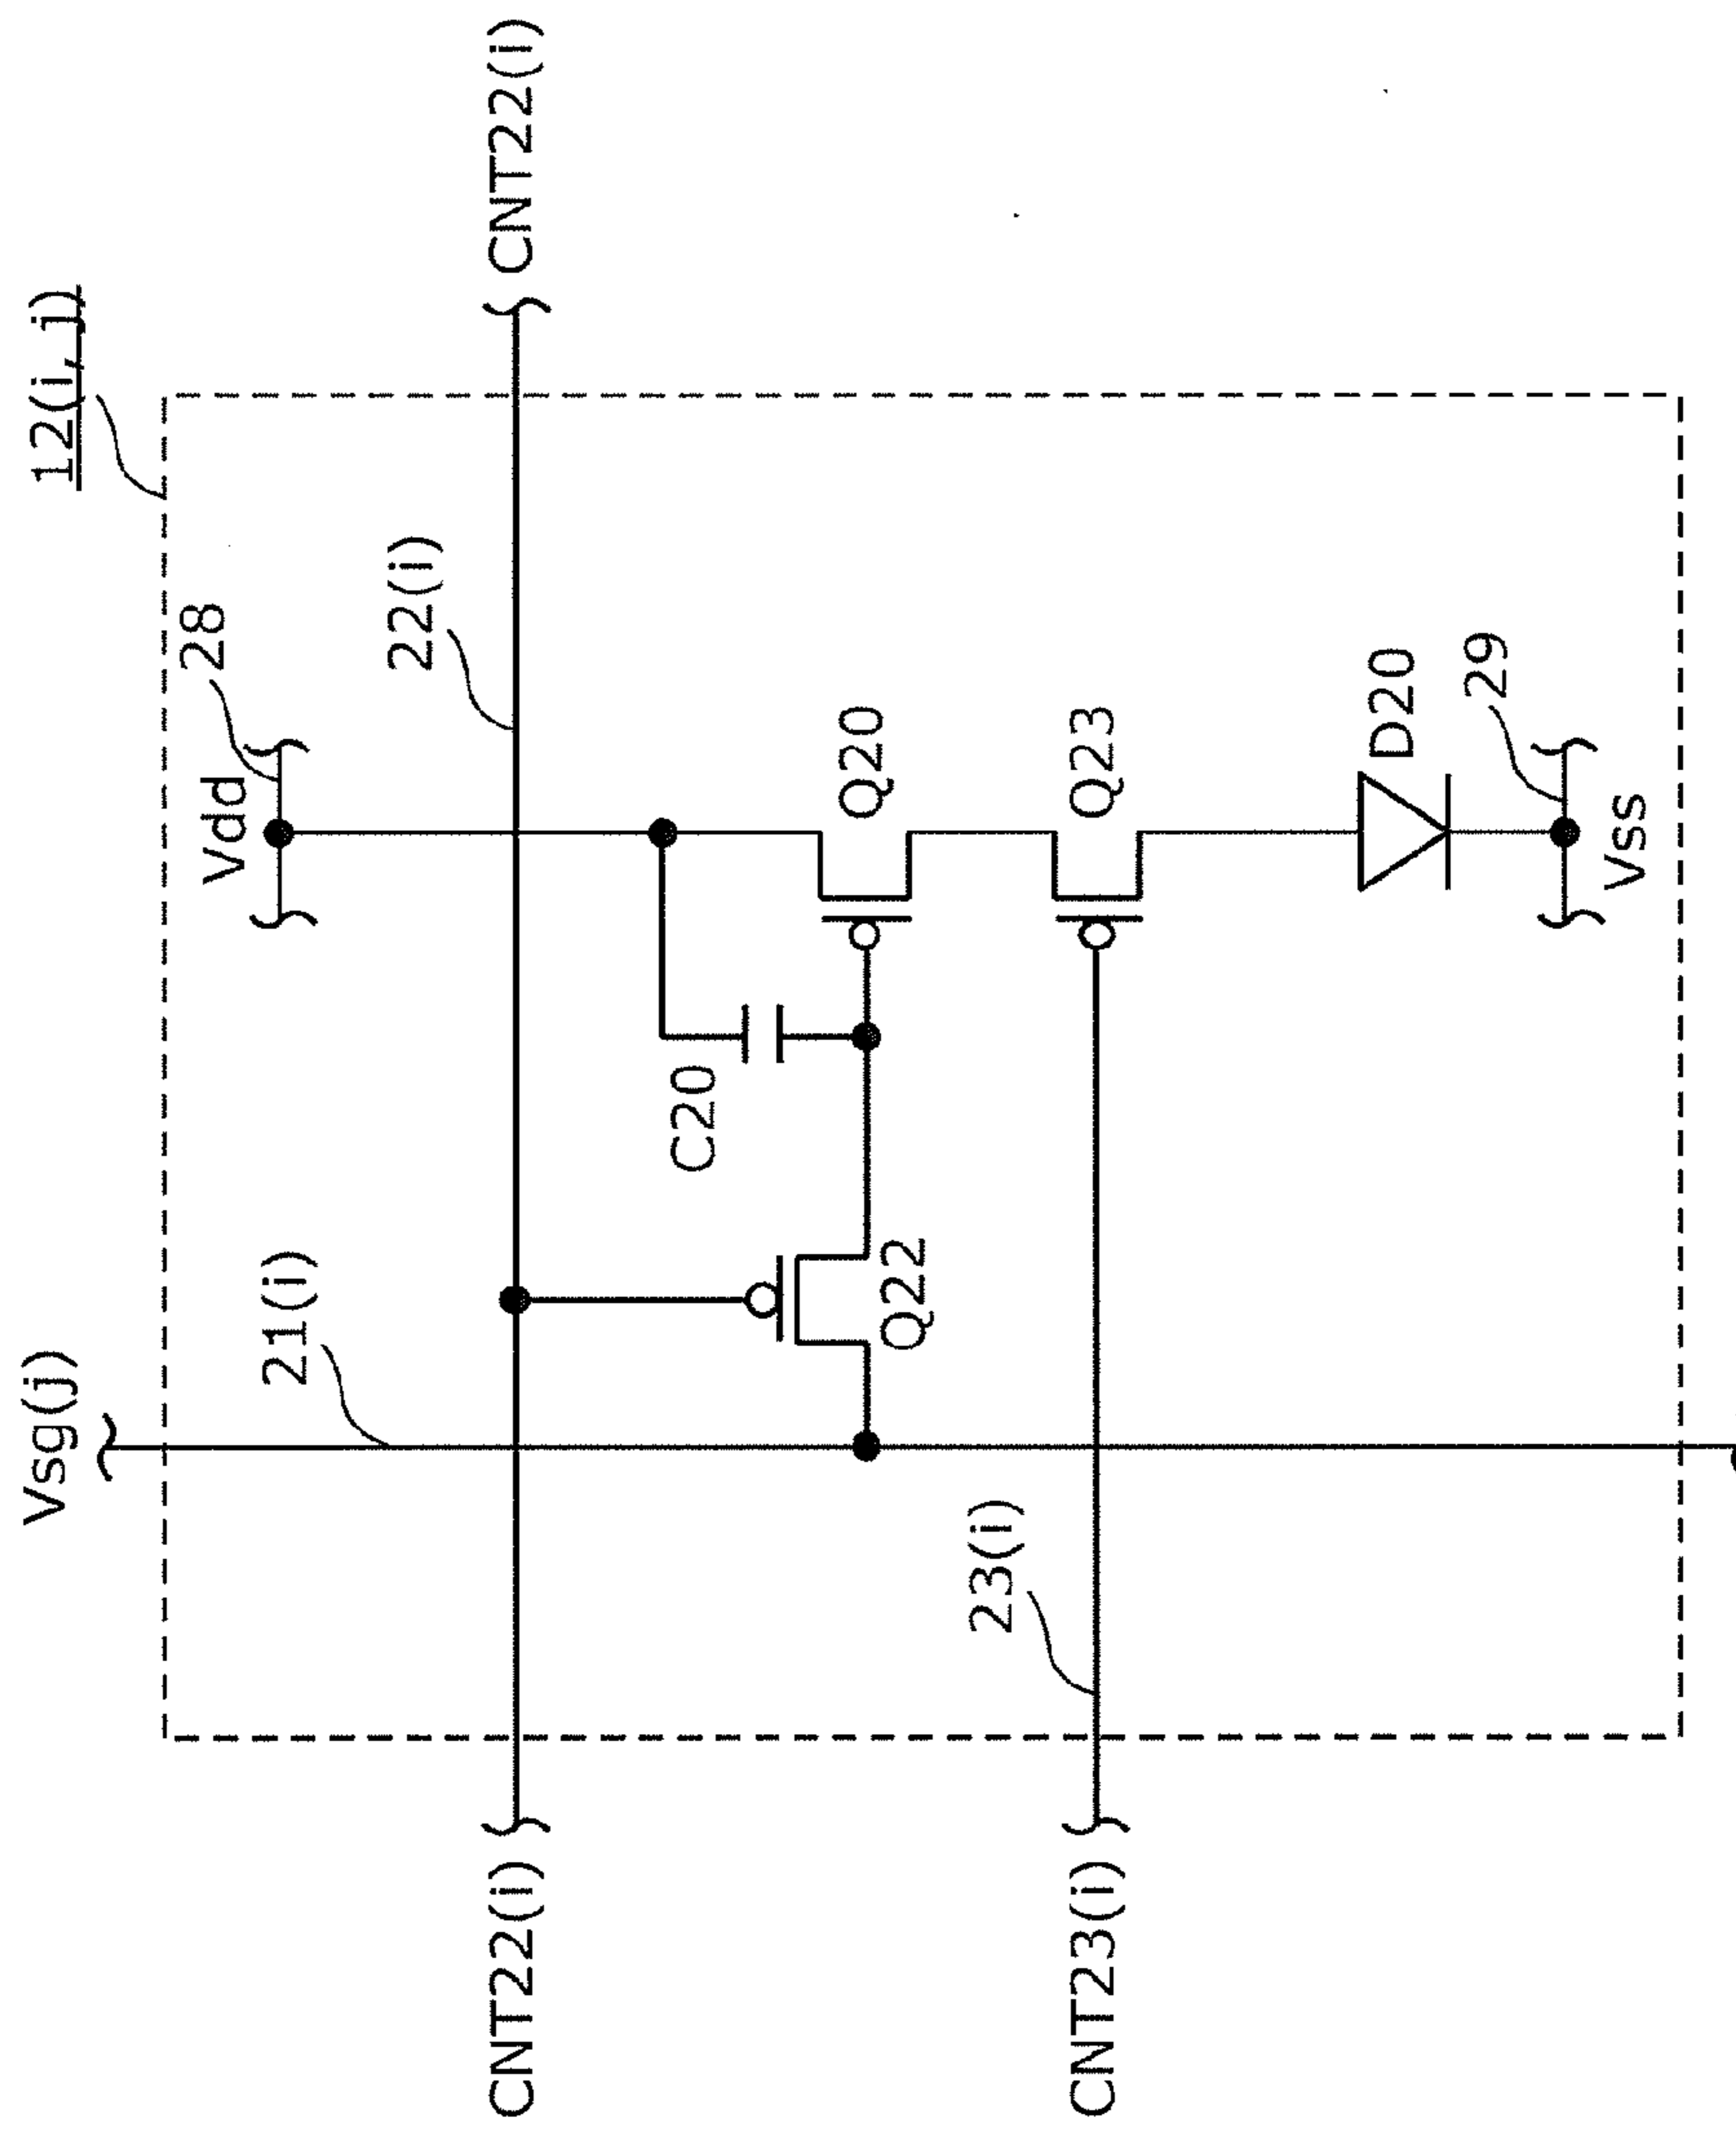 12(i, j)
Vsg(j)
Vdd
28
21(i)
22(i)
CNT22(i)
CNT22(i)
C20
Q20
Q22
Q23
23(i)
CNT23(i)
D20
29
Vss